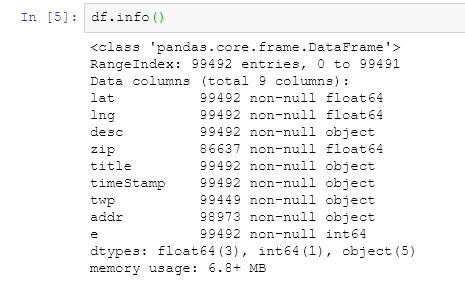 In [5]: df.info()
<class 'pandas.core.frame.DataFrame'>
RangeIndex: 99492 entries, 0 to 99491
Data columns (total 9 columns):
lat          99492 non-null float64
lng          99492 non-null float64
desc         99492 non-null object
zip          86637 non-null float64
title        99492 non-null object
timeStamp    99492 non-null object
twp          99449 non-null object
addr         98973 non-null object
e            99492 non-null int64
dtypes: float64(3), int64(1), object(5)
memory usage: 6.8+ MB